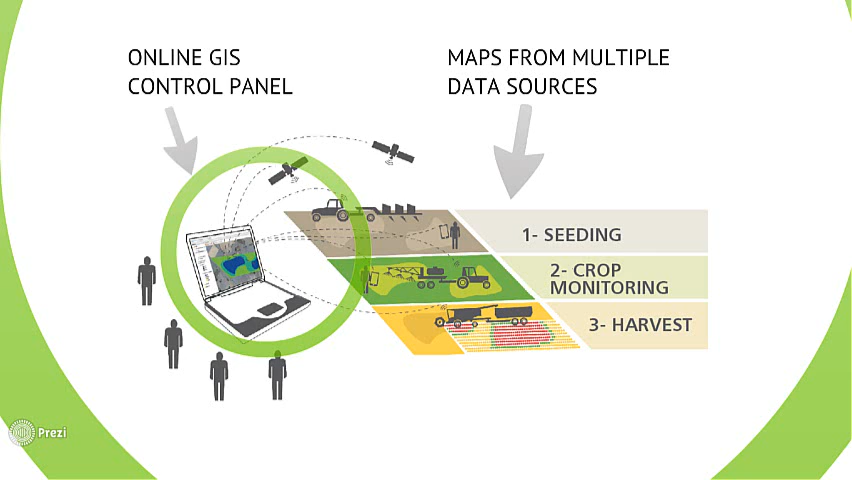 ONLINE GIS
CONTROL PANEL
MAPS FROM MULTIPLE
DATA SOURCES
1- SEEDING
2- CROP
MONITORING
3- HARVEST
Prezi